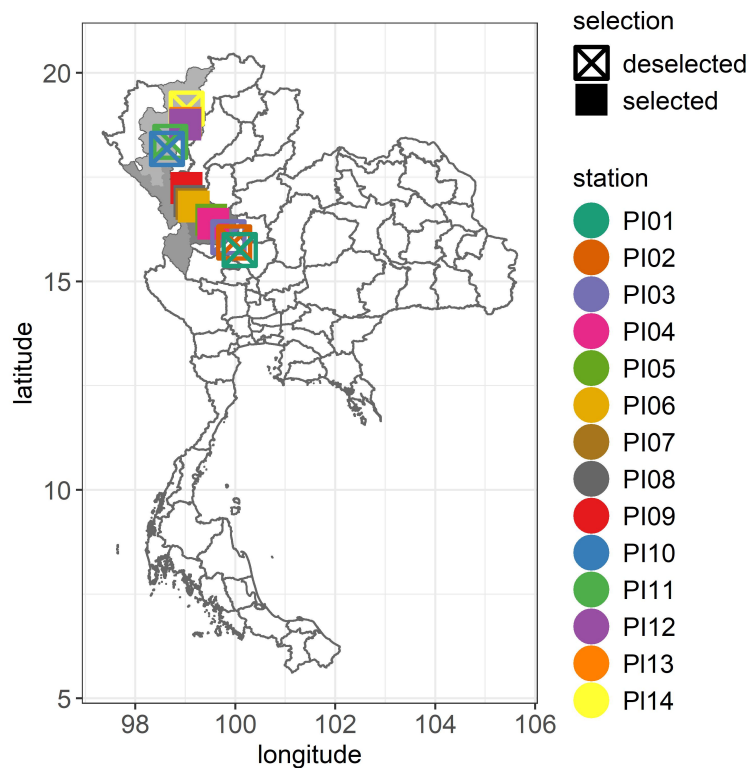 selection
deselected
selected
station
PI01
PI02
PI03
PI04
PI05
PI06
PI07
PI08
PI09
PI10
PI11
PI12
PI13
PI14
latitude
20
15
10
5
98
100
102
104
106
longitude